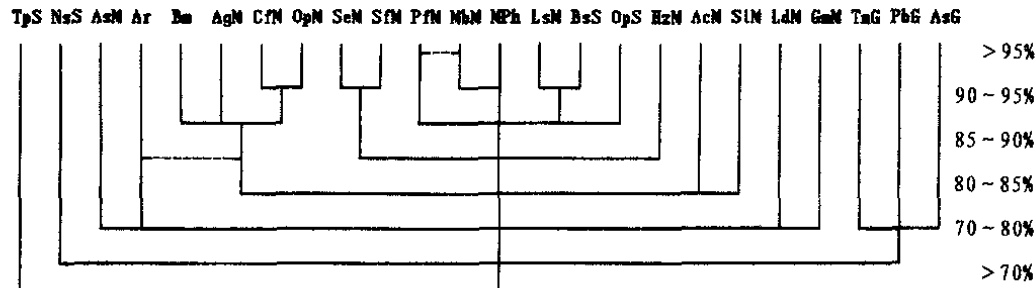 TpS NsS AsM Ar Bm AgM CfM OpM SeM SfM PfM MbM MPh LsM BsS OpS HzM AcM SlM LdM GmM TmG PbG AsG
> 95%
90 ~ 95%
85 ~ 90%
80 ~ 85%
70 ~ 80%
> 70%